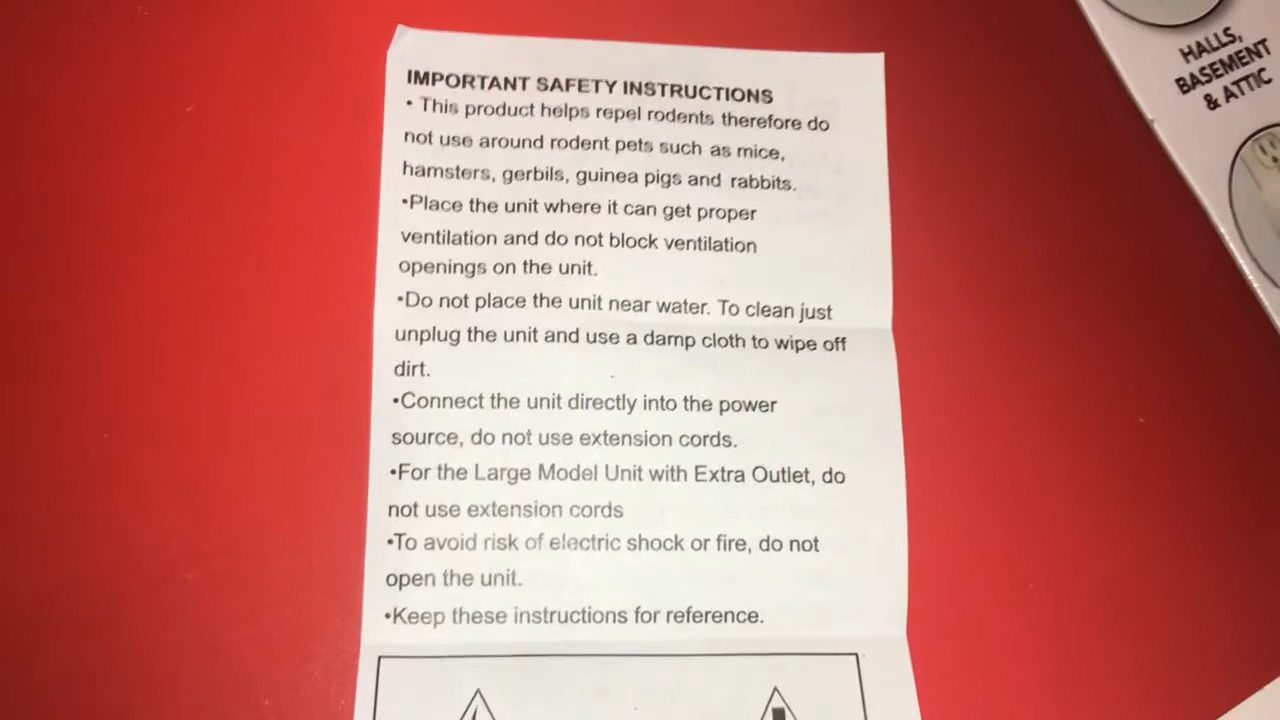 IMPORTANT SAFETY INSTRUCTIONS
• This product helps repel rodents therefore do
not use around rodent pets such as mice,
hamsters, gerbils, guinea pigs and rabbits.
•Place the unit where it can get proper
ventilation and do not block ventilation
openings on the unit.
•Do not place the unit near water. To clean just
unplug the unit and use a damp cloth to wipe off
dirt.
•Connect the unit directly into the power
source, do not use extension cords.
•For the Large Model Unit with Extra Outlet, do
not use extension cords
•To avoid risk of electric shock or fire, do not
open the unit.
•Keep these instructions for reference.
HALLS,
BASEMENT
& ATTIC